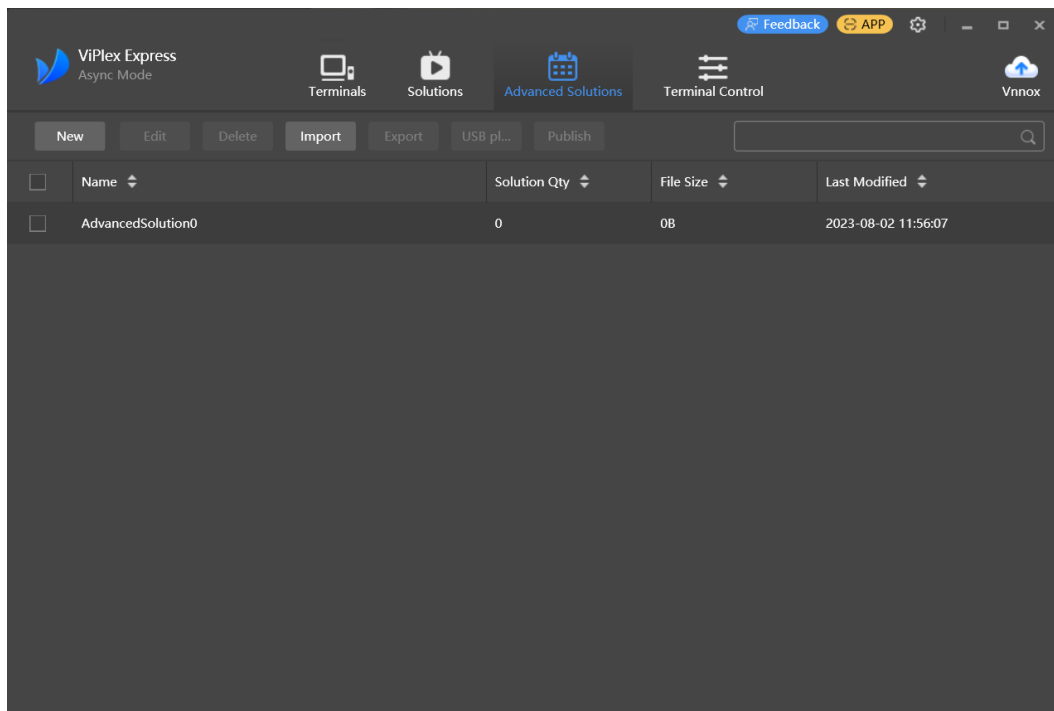 Feedback APP
ViPlex Express
Async Mode
Terminals Solutions Advanced Solutions Terminal Control Vnnox
New Edit Delete Import Export USB pl... Publish
Name Solution Qty File Size Last Modified
AdvancedSolution0 0 0B 2023-08-02 11:56:07